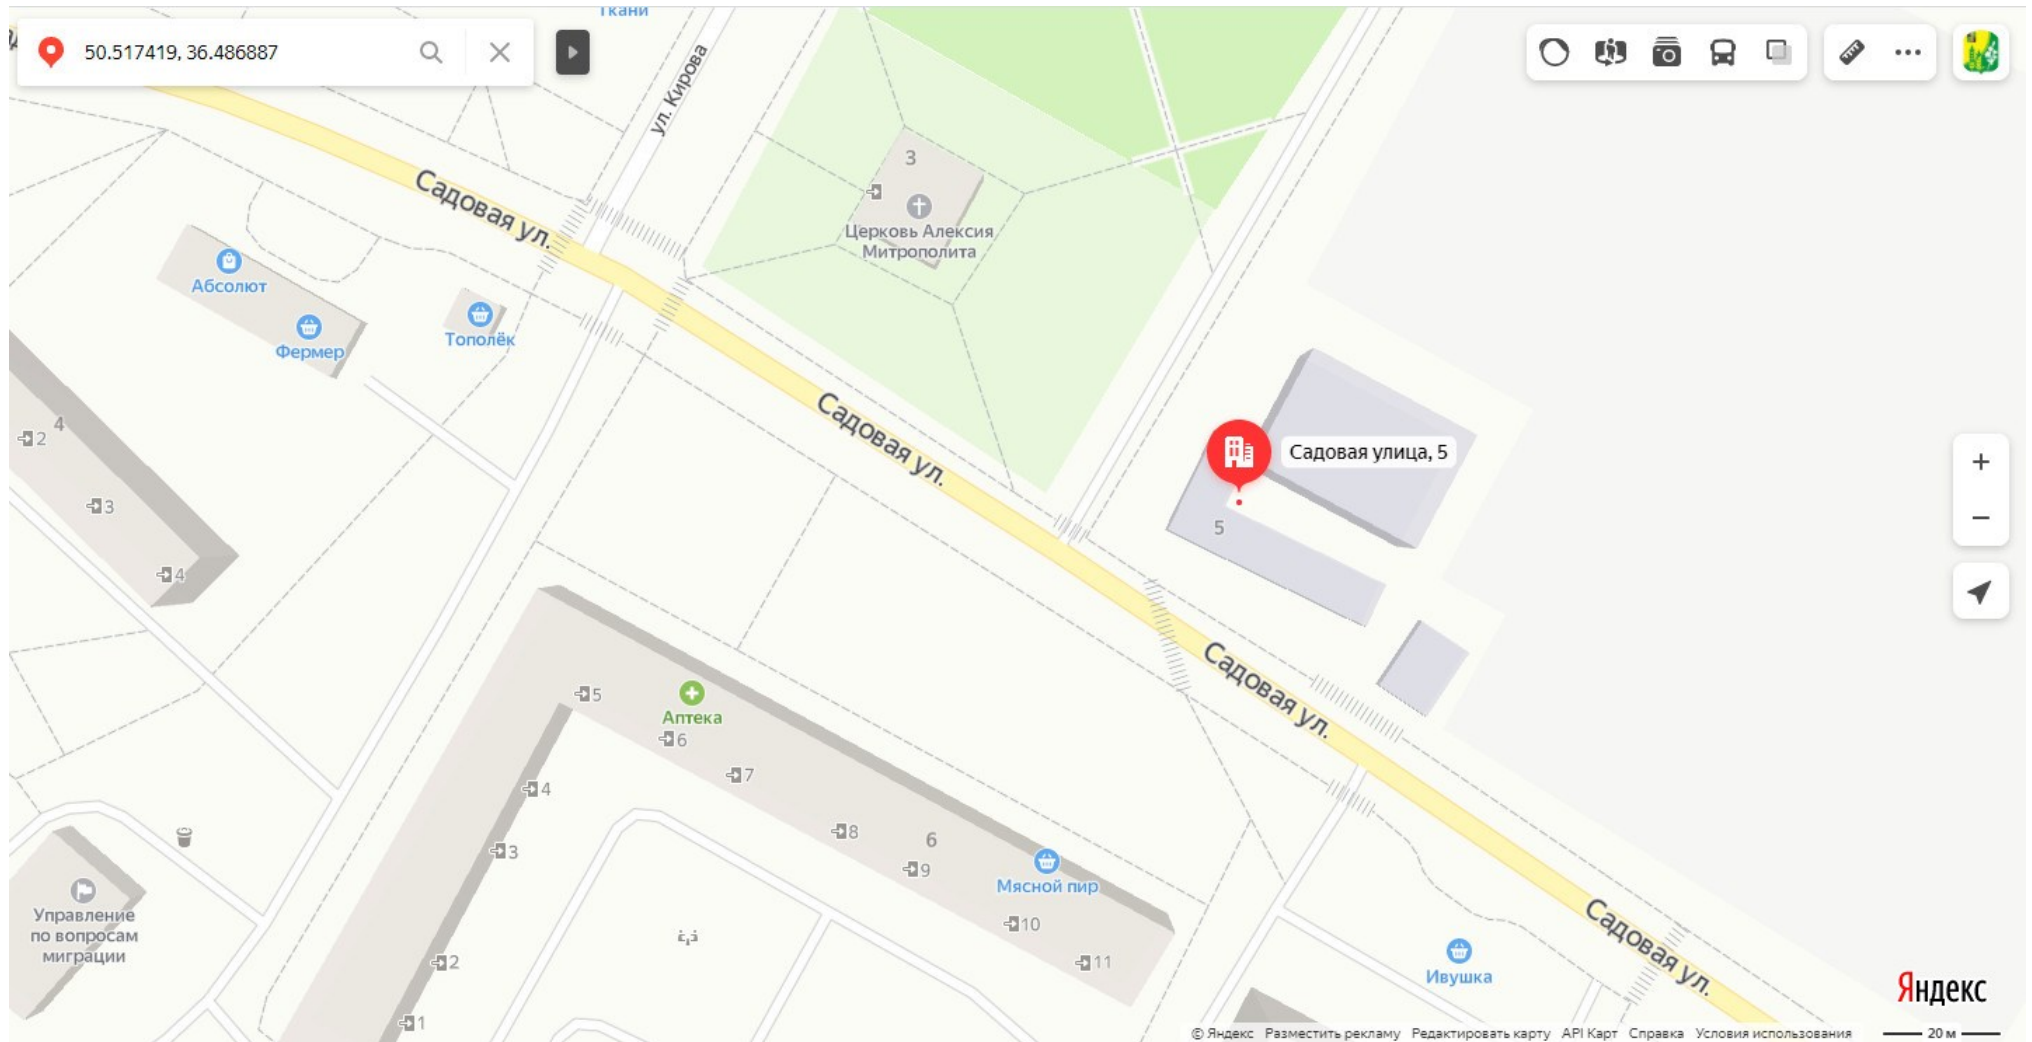 Ткани
50.517419, 36.486887
ул. Кирова
3
Садовая ул.
Церковь Алексия
Митрополита
Абсолют
Фермер
Тополёк
4
2
3
4
Садовая ул.
Садовая улица, 5
5
Садовая ул.
5
Аптека
6
7
4
8
6
3
9
Мясной пир
10
11
2
1
Управление
по вопросам
миграции
Ивушка
Садовая ул.
Яндекс
© Яндекс Разместить рекламу Редактировать карту API Карт Справка Условия использования 20 м